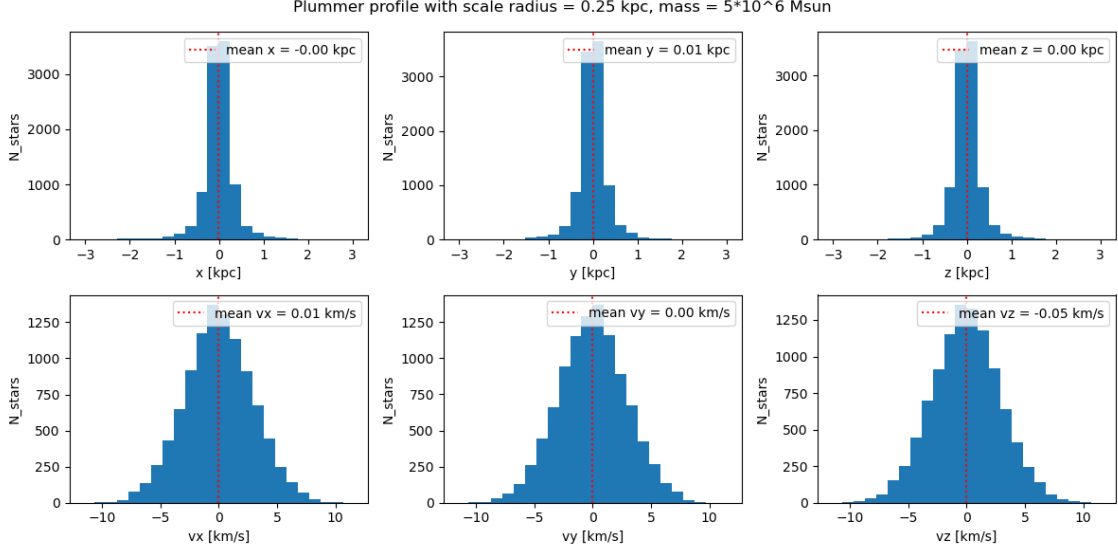 Plummer profile with scale radius = 0.25 kpc, mass = 5*10^6 Msun
mean x = -0.00 kpc
N_stars
3000
2000
1000
0
−3 −2 −1 0 1 2 3
x [kpc]
mean y = 0.01 kpc
N_stars
3000
2000
1000
0
−3 −2 −1 0 1 2 3
y [kpc]
mean z = 0.00 kpc
N_stars
3000
2000
1000
0
−3 −2 −1 0 1 2 3
z [kpc]
mean vx = 0.01 km/s
N_stars
1250
1000
750
500
250
0
−10 −5 0 5 10
vx [km/s]
mean vy = 0.00 km/s
N_stars
1250
1000
750
500
250
0
−10 −5 0 5 10
vy [km/s]
mean vz = -0.05 km/s
N_stars
1250
1000
750
500
250
0
−10 −5 0 5 10
vz [km/s]